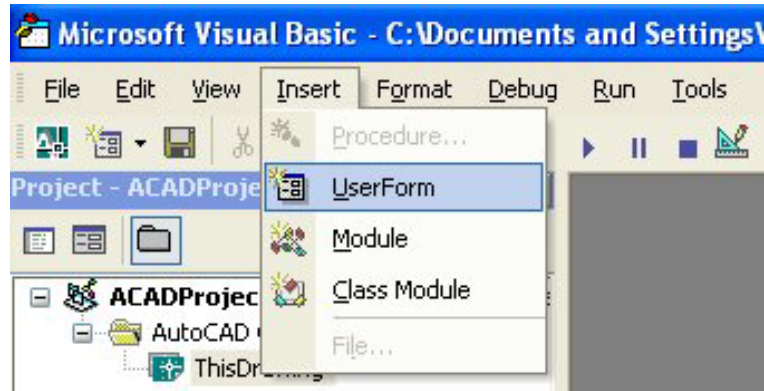 Microsoft Visual Basic - C:\Documents and Settings\
File Edit View Insert Format Debug Run Tools
Procedure...
Project - ACADProje
UserForm
Module
ACADProjec
Class Module
AutoCAD
File...
ThisDrawing